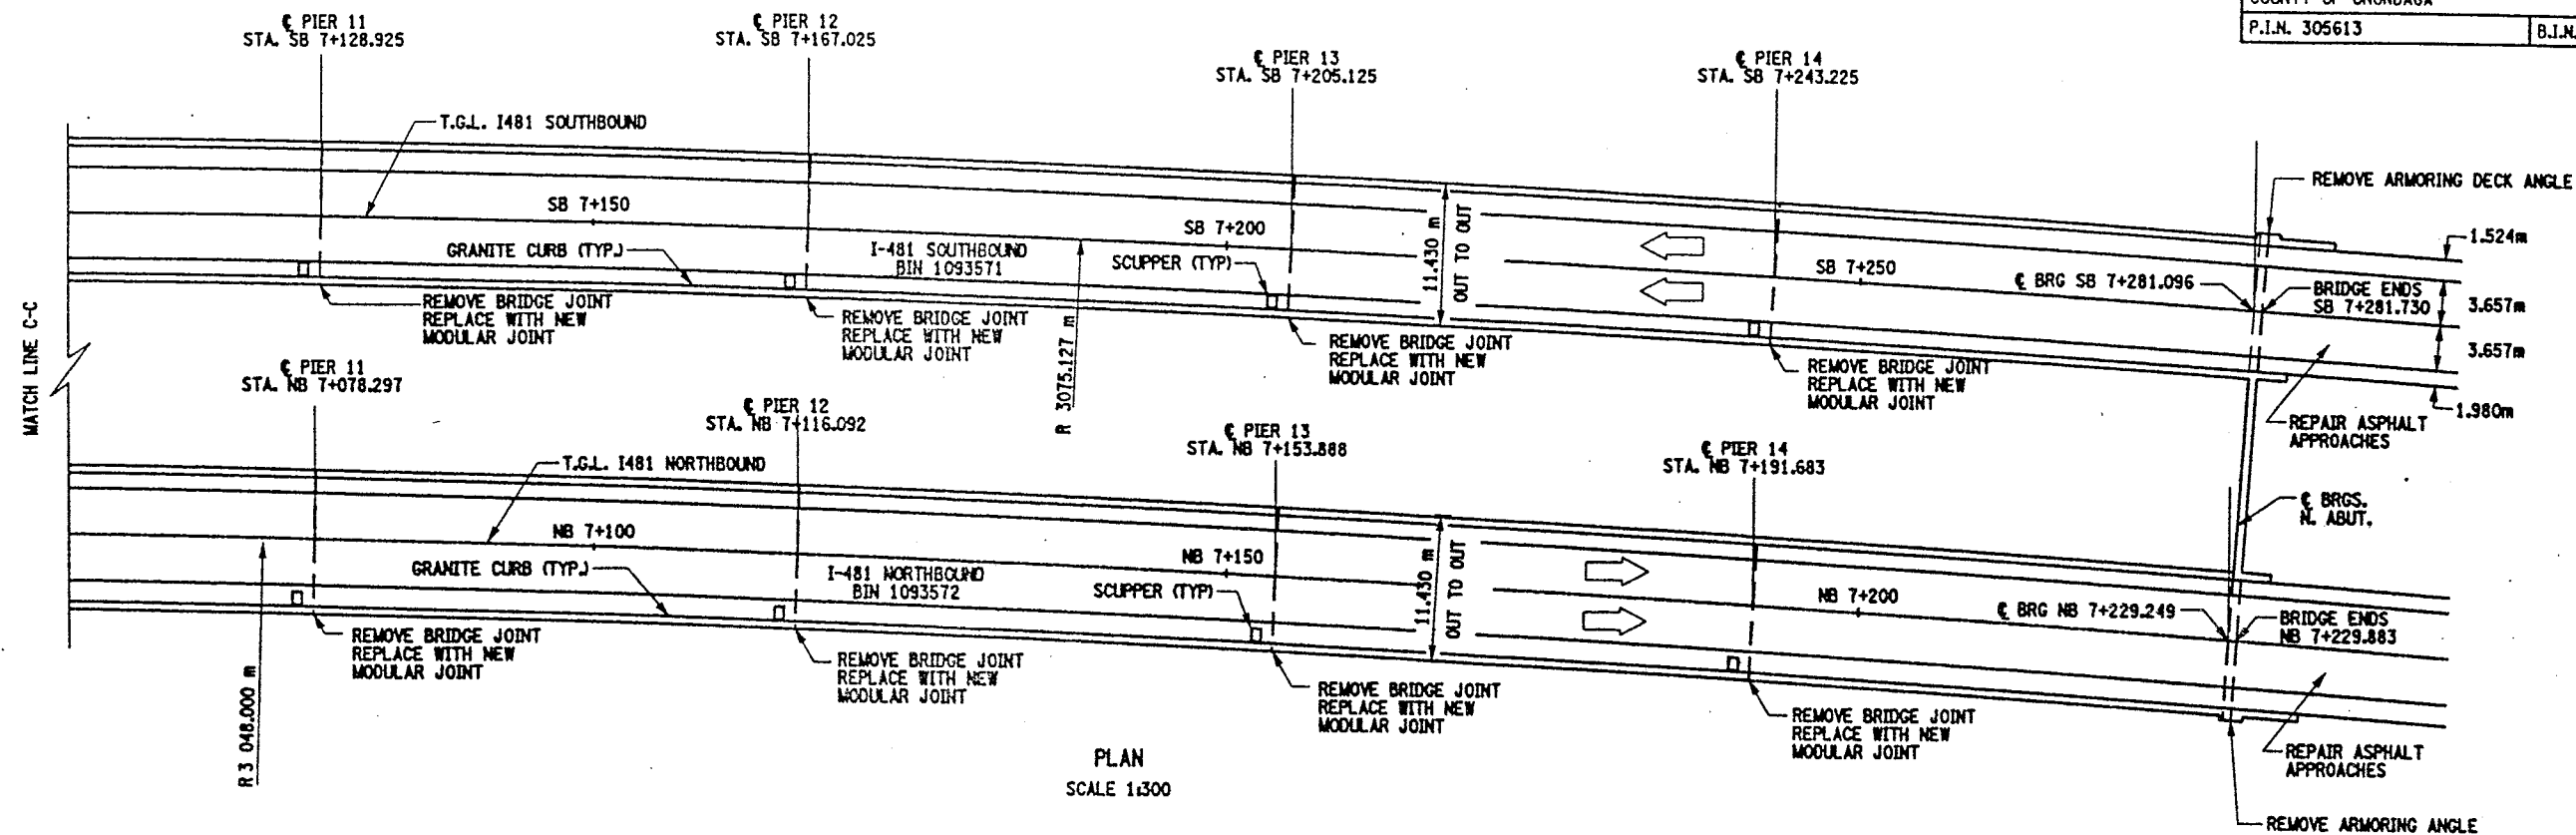 COUNTY OF ONONDAGA
P.I.N. 305613
B.I.N.
℄ PIER 11
STA. SB 7+128.925
℄ PIER 12
STA. SB 7+167.025
℄ PIER 13
STA. SB 7+205.125
℄ PIER 14
STA. SB 7+243.225
T.G.L. I481 SOUTHBOUND
REMOVE ARMORING DECK ANGLE
SB 7+150
SB 7+200
1.524m
GRANITE CURB (TYP.)
I-481 SOUTHBOUND
BIN 1093571
SCUPPER (TYP)
11.430 m
OUT TO OUT
SB 7+250
℄ BRG SB 7+281.096
BRIDGE ENDS
SB 7+281.730
3.657m
3.657m
1.980m
REMOVE BRIDGE JOINT
REPLACE WITH NEW
MODULAR JOINT
REMOVE BRIDGE JOINT
REPLACE WITH NEW
MODULAR JOINT
REMOVE BRIDGE JOINT
REPLACE WITH NEW
MODULAR JOINT
REMOVE BRIDGE JOINT
REPLACE WITH NEW
MODULAR JOINT
R 3075.127 m
MATCH LINE C-C
REPAIR ASPHALT
APPROACHES
℄ PIER 11
STA. NB 7+078.297
℄ PIER 12
STA. NB 7+116.092
℄ PIER 13
STA. NB 7+153.888
℄ PIER 14
STA. NB 7+191.683
T.G.L. I481 NORTHBOUND
℄ BRGS.
N. ABUT.
NB 7+100
NB 7+150
GRANITE CURB (TYP.)
I-481 NORTHBOUND
BIN 1093572
SCUPPER (TYP)
11.430 m
OUT TO OUT
NB 7+200
℄ BRG NB 7+229.249
BRIDGE ENDS
NB 7+229.883
REMOVE BRIDGE JOINT
REPLACE WITH NEW
MODULAR JOINT
REMOVE BRIDGE JOINT
REPLACE WITH NEW
MODULAR JOINT
REMOVE BRIDGE JOINT
REPLACE WITH NEW
MODULAR JOINT
REMOVE BRIDGE JOINT
REPLACE WITH NEW
MODULAR JOINT
R 3 048.000 m
REPAIR ASPHALT
APPROACHES
PLAN
SCALE 1:300
REMOVE ARMORING ANGLE